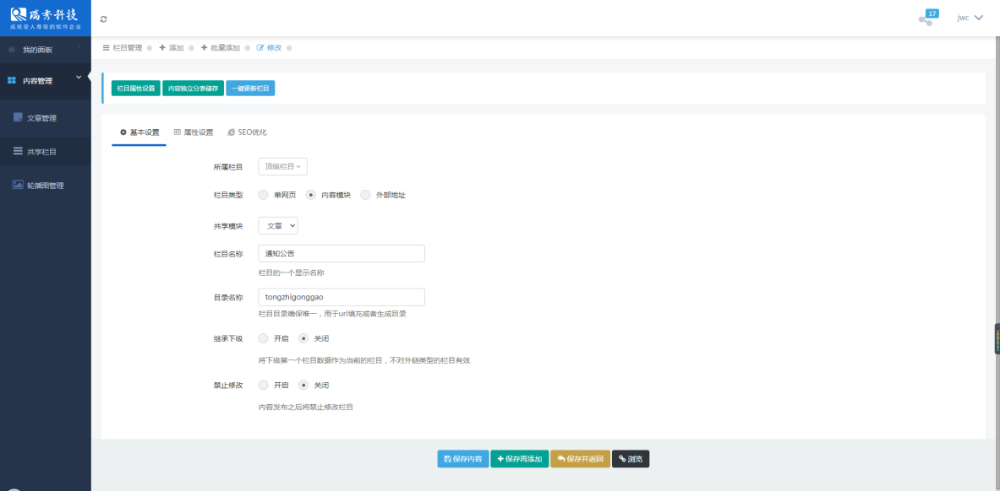 瑞秀科技
成就受人尊敬的软件企业
17
jwc
我的面板
内容管理
文章管理
共享栏目
轮播图管理
栏目管理 添加 批量添加 修改
栏目属性设置 内容独立分表储存 一键更新栏目
基本设置 属性设置 SEO优化
所属栏目 顶级栏目
栏目类型 单网页 内容模块 外部地址
共享模块 文章
栏目名称 通知公告
栏目的一个显示名称
目录名称 tongzhigonggao
栏目目录确保唯一，用于url填充或者生成目录
继承下级 开启 关闭
将下级第一个栏目数据作为当前的栏目，不对外链类型的栏目有效
禁止修改 开启 关闭
内容发布之后将禁止修改栏目
保存内容 保存再添加 保存并返回 浏览